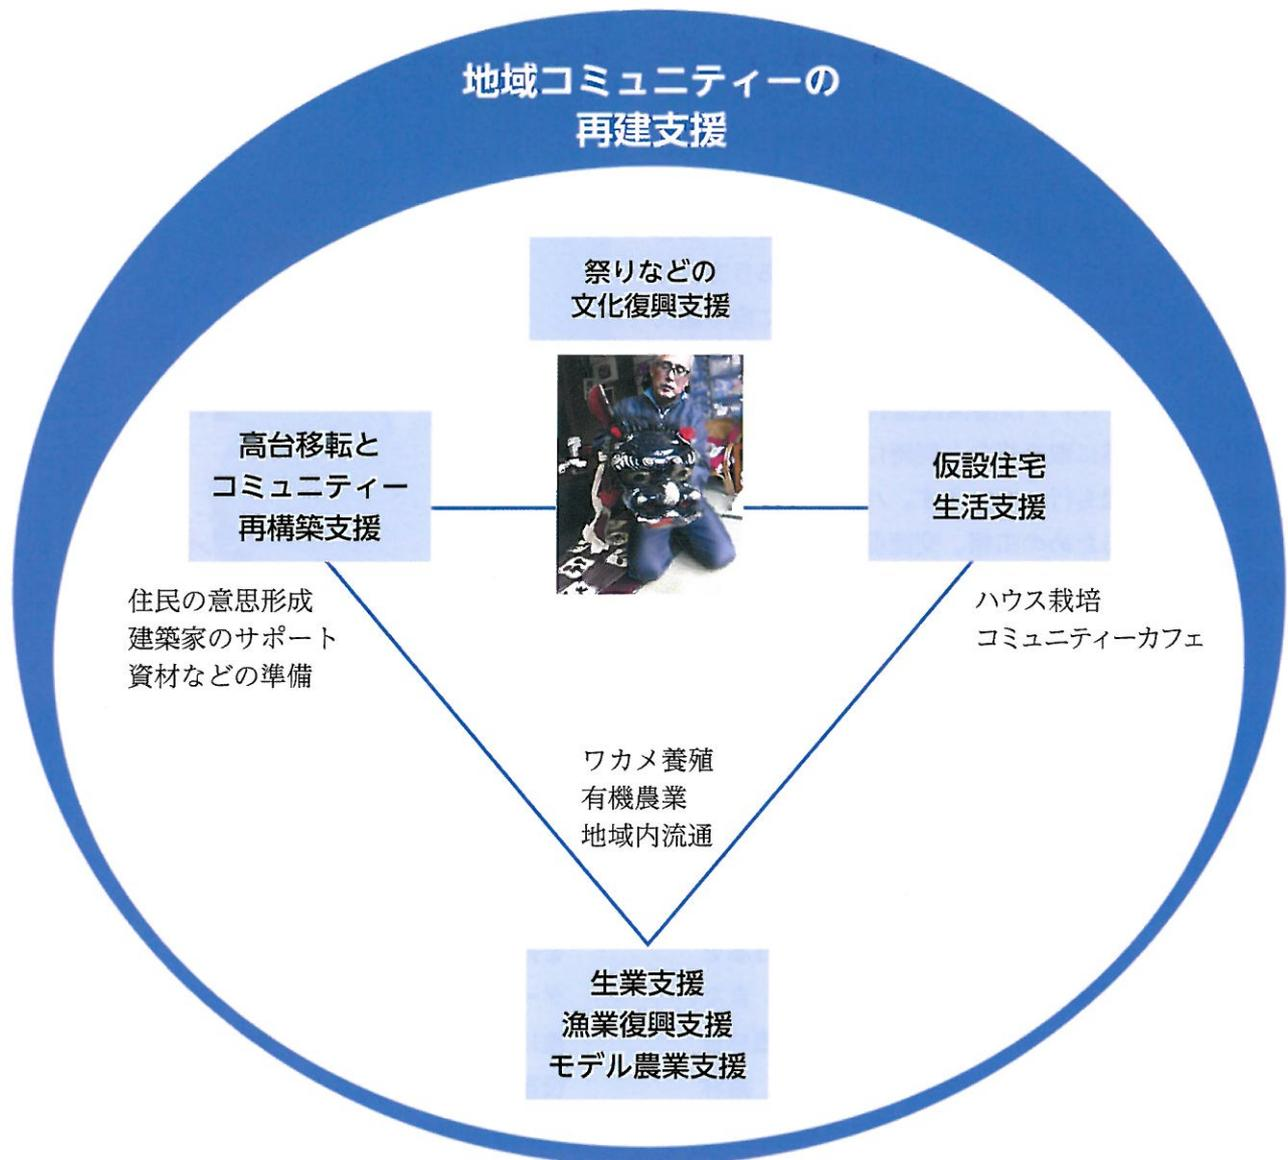 地域コミュニティーの
再建支援
祭りなどの
文化復興支援
高台移転と
コミュニティー
再構築支援
仮設住宅
生活支援
住民の意思形成
建築家のサポート
資材などの準備
ハウス栽培
コミュニティーカフェ
ワカメ養殖
有機農業
地域内流通
生業支援
漁業復興支援
モデル農業支援